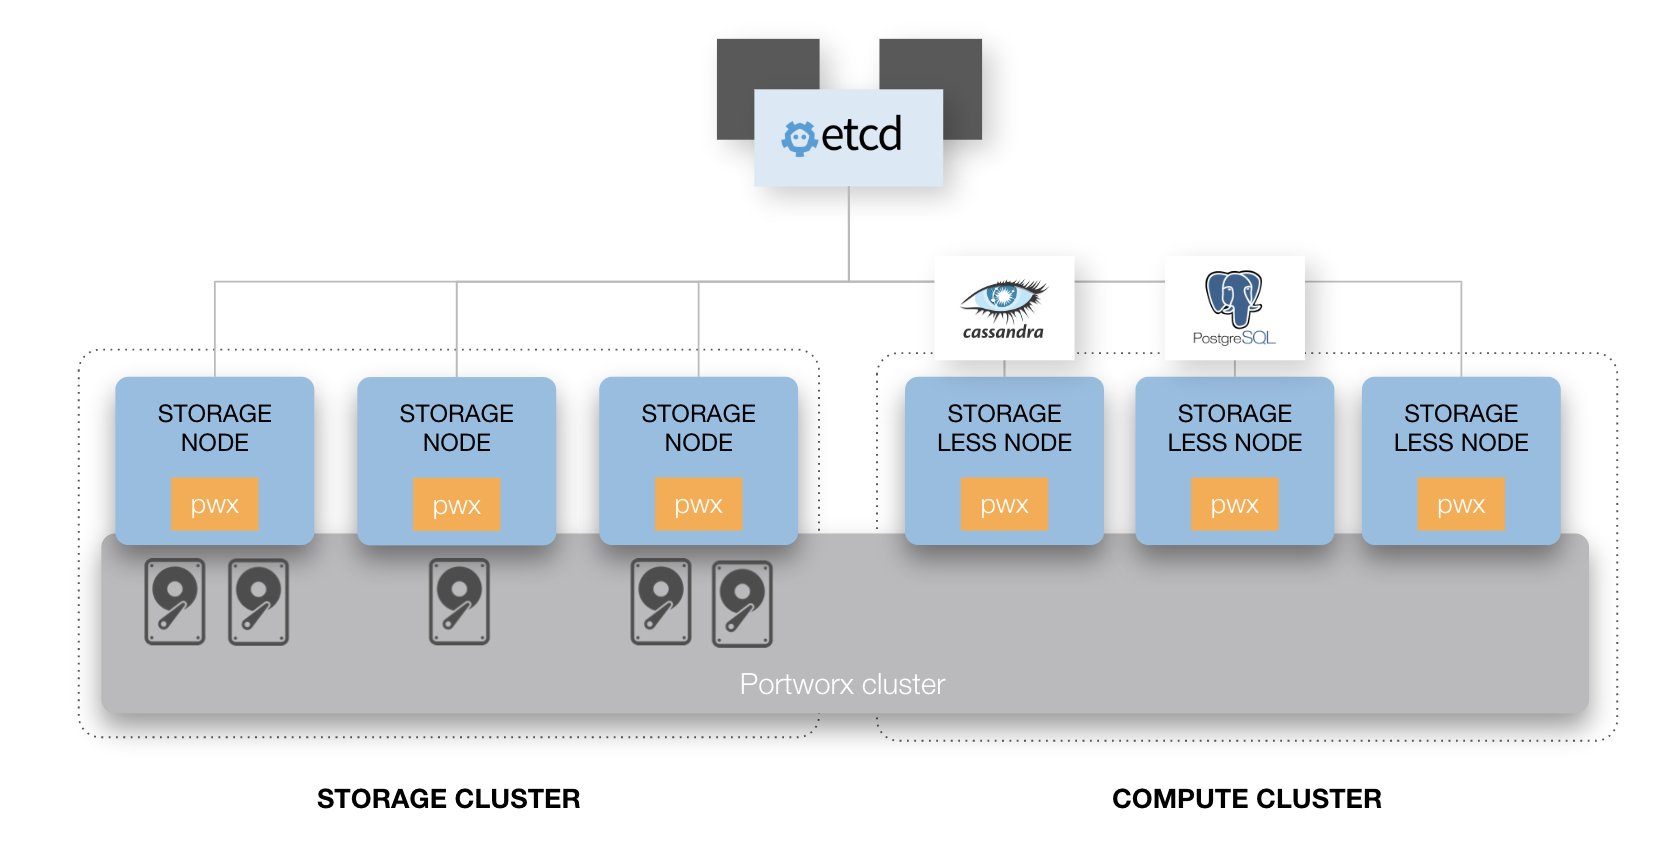 etcd
cassandra
PostgreSQL
STORAGE
NODE
STORAGE
NODE
STORAGE
NODE
STORAGE
LESS NODE
STORAGE
LESS NODE
STORAGE
LESS NODE
pwx
pwx
pwx
pwx
pwx
pwx
Portworx cluster
STORAGE CLUSTER
COMPUTE CLUSTER